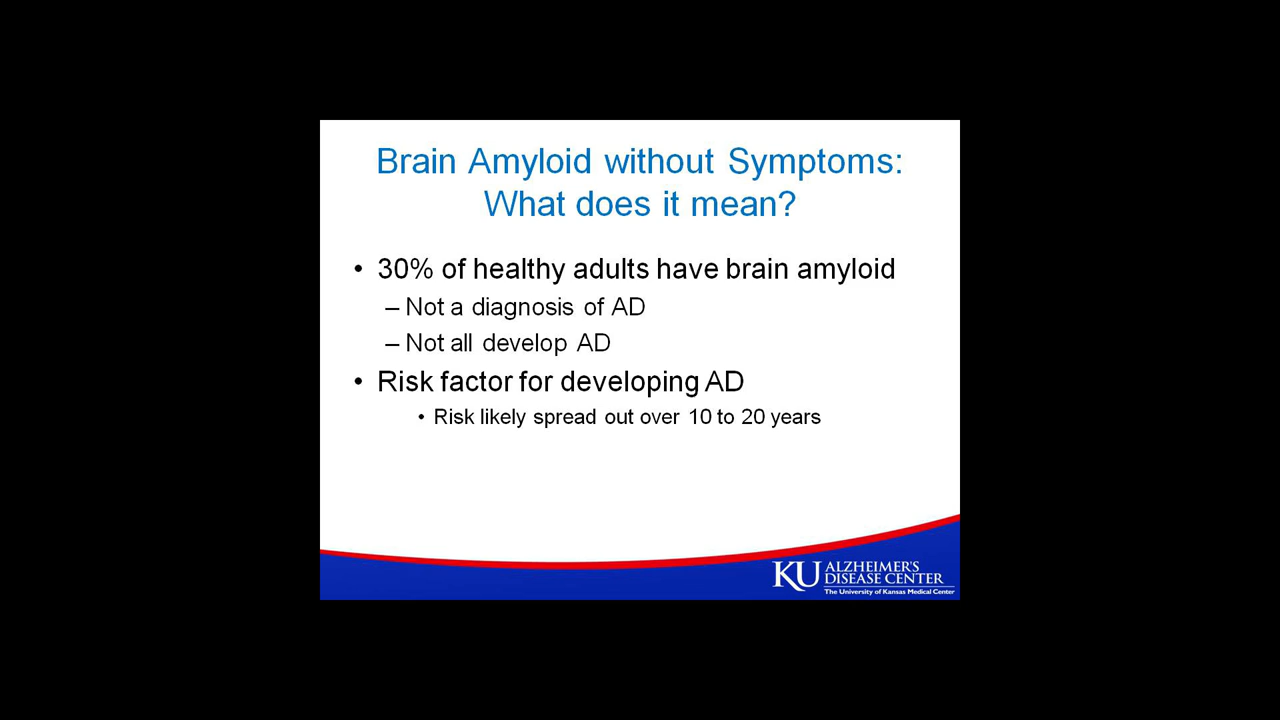 Brain Amyloid without Symptoms:
What does it mean?
• 30% of healthy adults have brain amyloid
– Not a diagnosis of AD
– Not all develop AD
• Risk factor for developing AD
• Risk likely spread out over 10 to 20 years
KU ALZHEIMER'S
DISEASE CENTER
The University of Kansas Medical Center